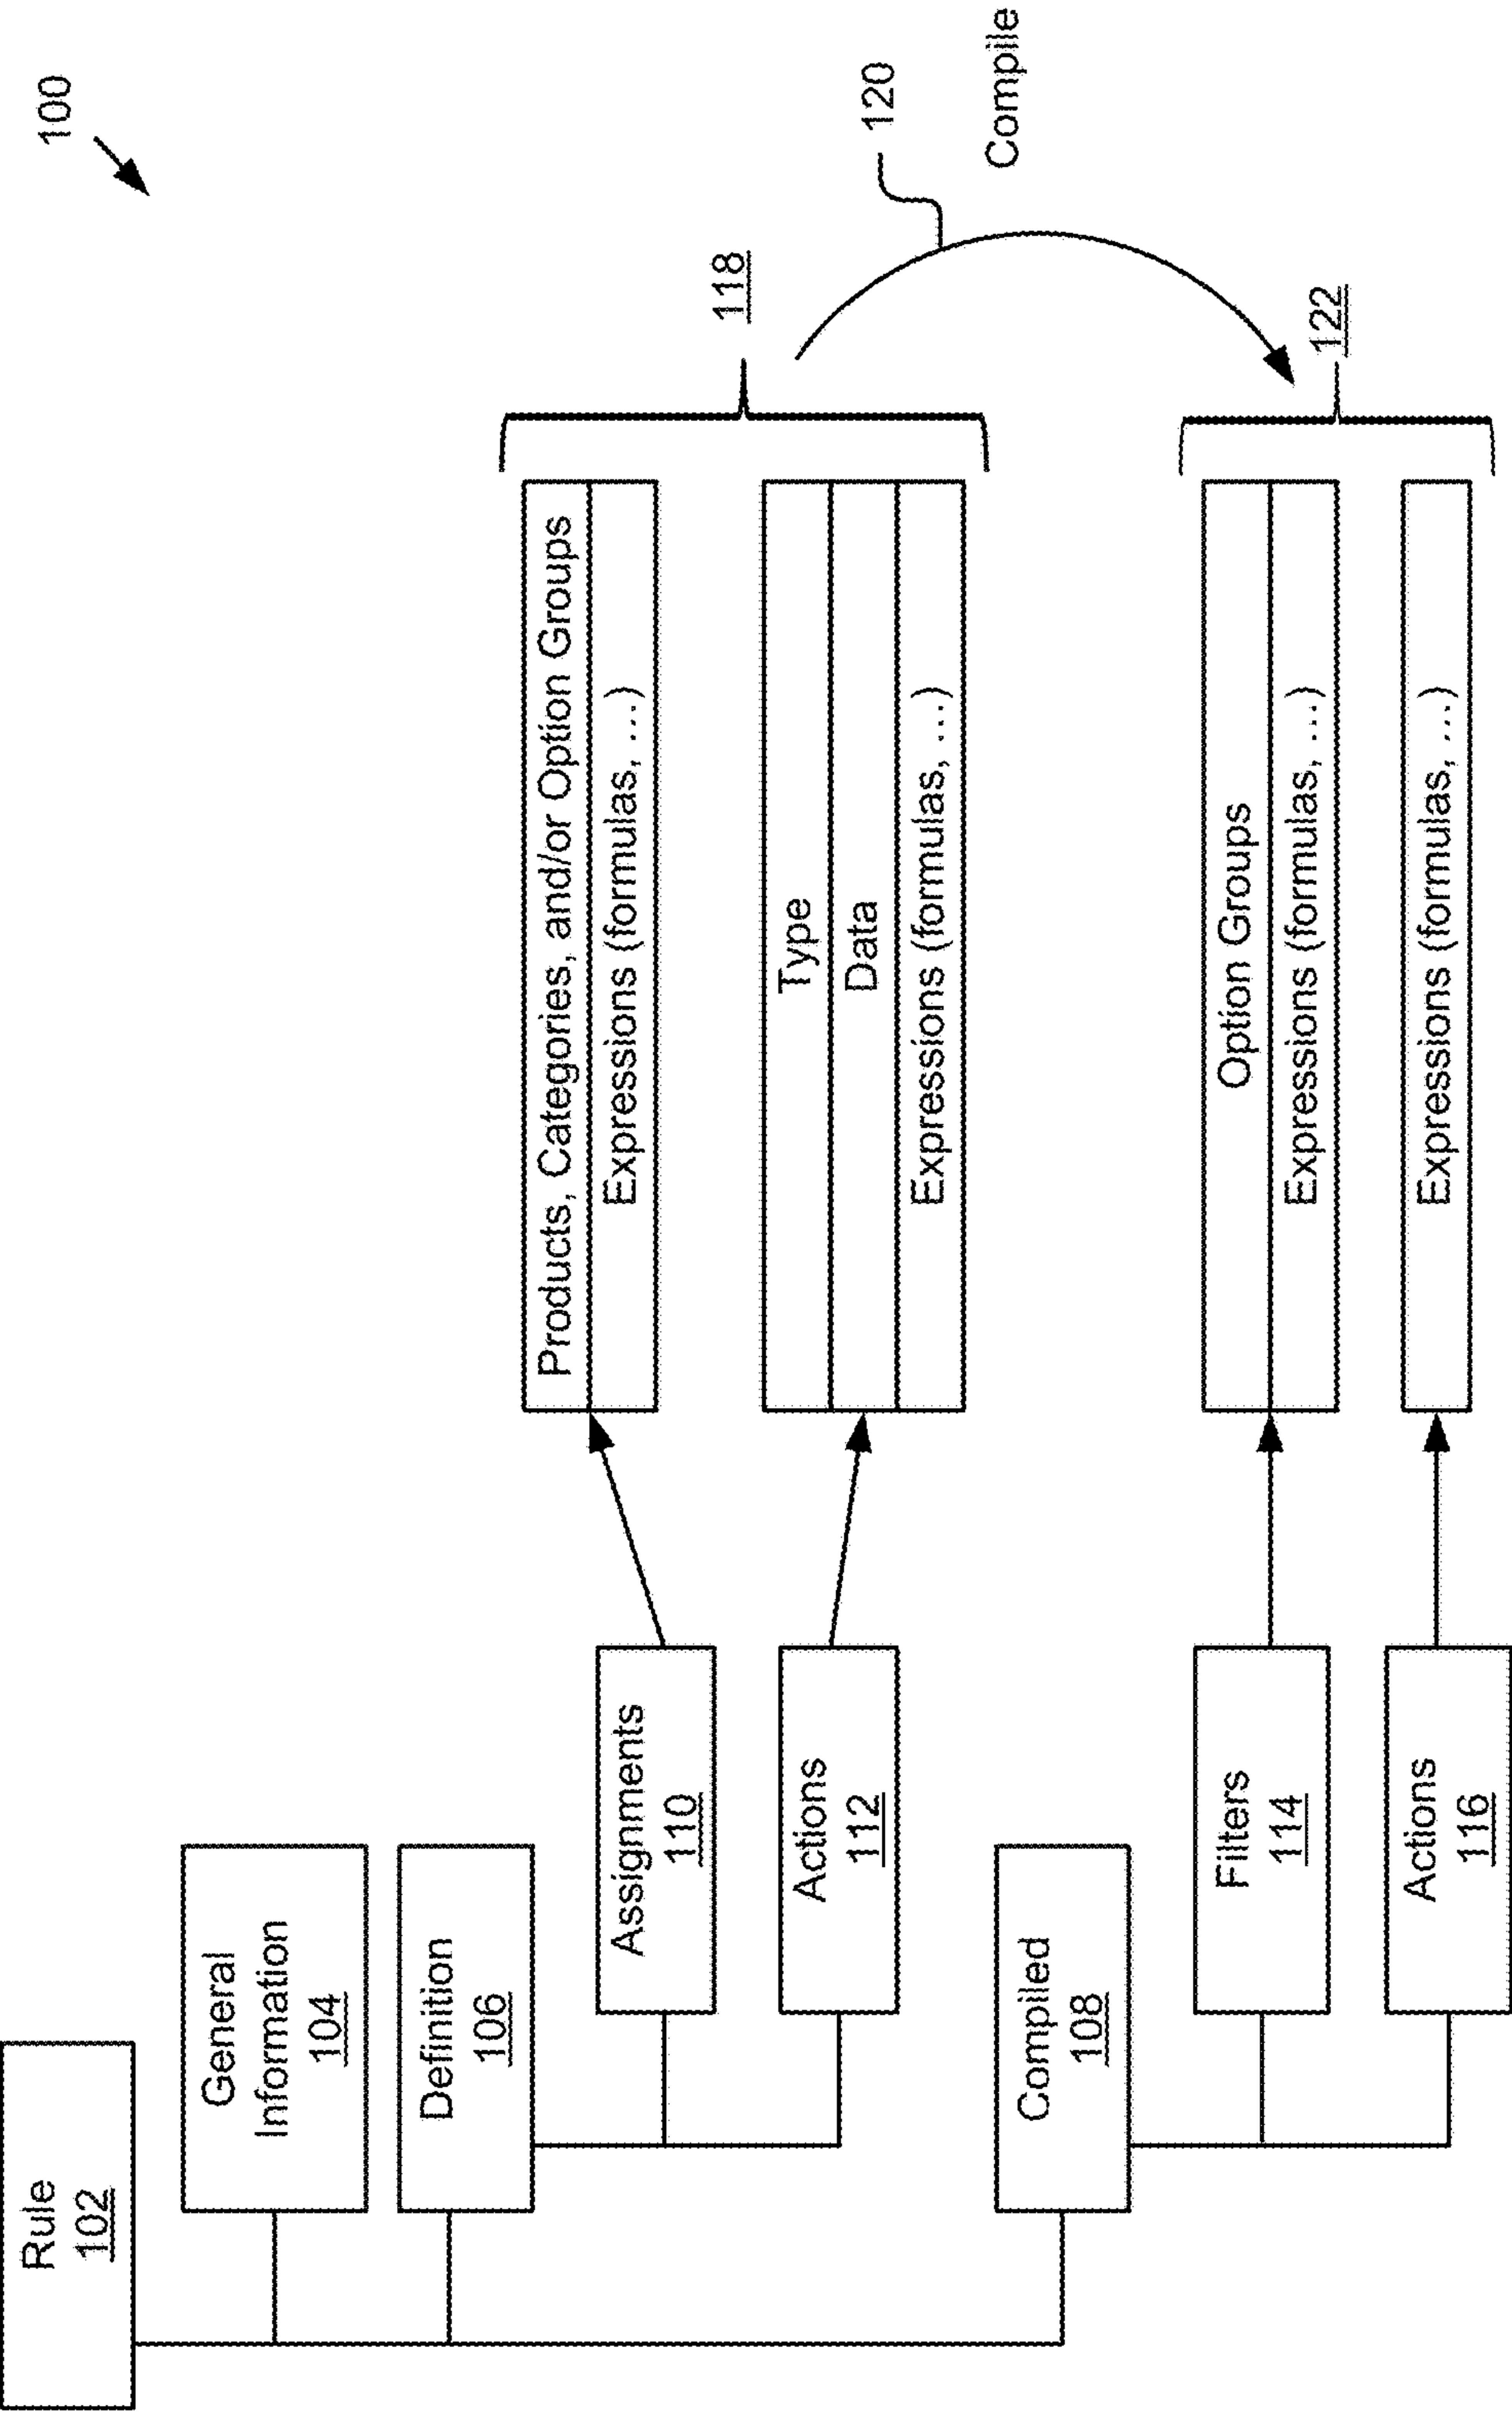 100
Rule
102
General
Information
104
Definition
106
Assignments
110
Products, Categories, and/or Option Groups
Expressions (formulas, ...)
118
Actions
112
Type
Data
Expressions (formulas, ...)
120
Compile
Compiled
108
Filters
114
Option Groups
Expressions (formulas, ...)
122
Actions
116
Expressions (formulas, ...)